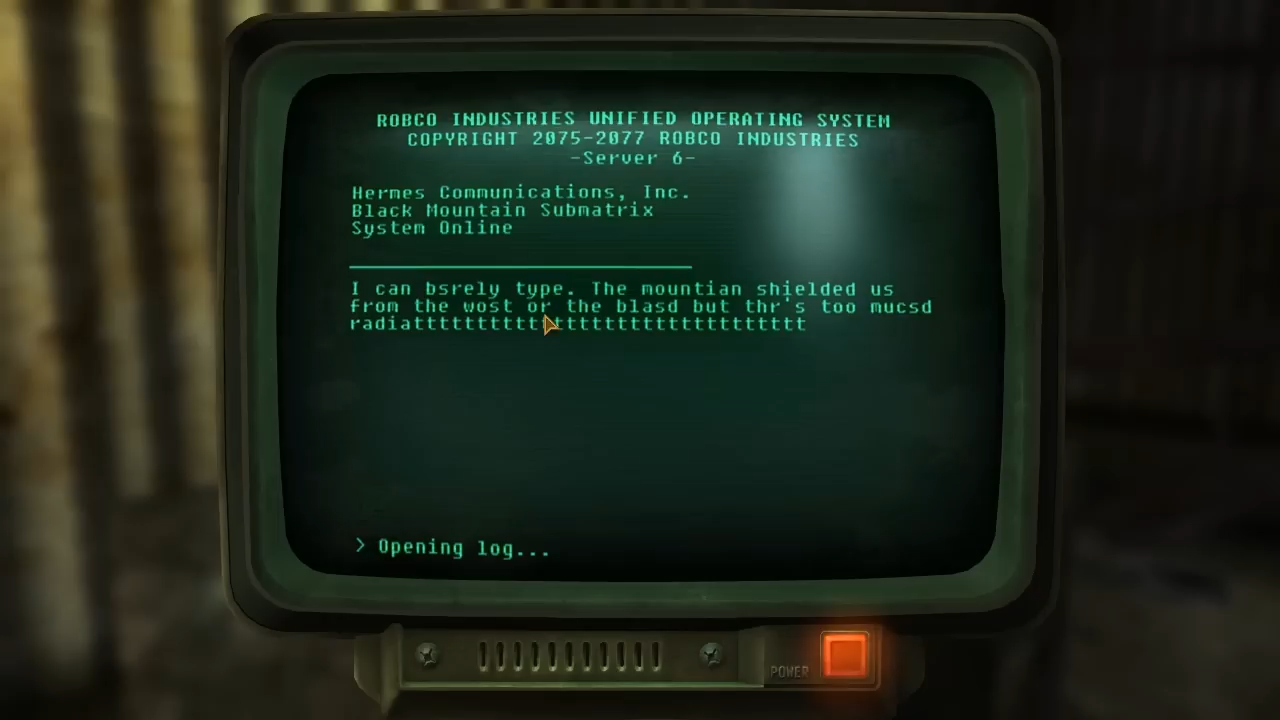 ROBCO INDUSTRIES UNIFIED OPERATING SYSTEM
COPYRIGHT 2075-2077 ROBCO INDUSTRIES
-Server 6-
Hermes Communications, Inc.
Black Mountain Submatrix
System Online
I can bsrely type. The mountian shielded us
from the wost or the blasd but thr's too mucsd
radiatttttttttttttttttttttttttttttttt
> Opening log...
POWER